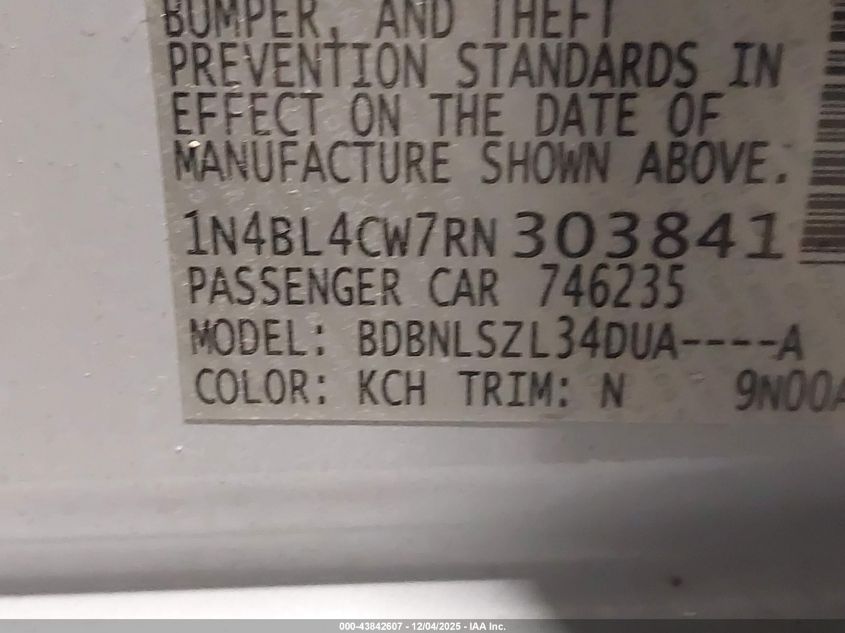 BUMPER, AND THEFT
PREVENTION STANDARDS IN
EFFECT ON THE DATE OF
MANUFACTURE SHOWN ABOVE.
1N4BL4CW7RN303841
PASSENGER CAR 746235
MODEL: BDBNLSZL34DUA----A
COLOR: KCH TRIM: N 9N00A
000-43842607 - 12/04/2025 - IAA Inc.